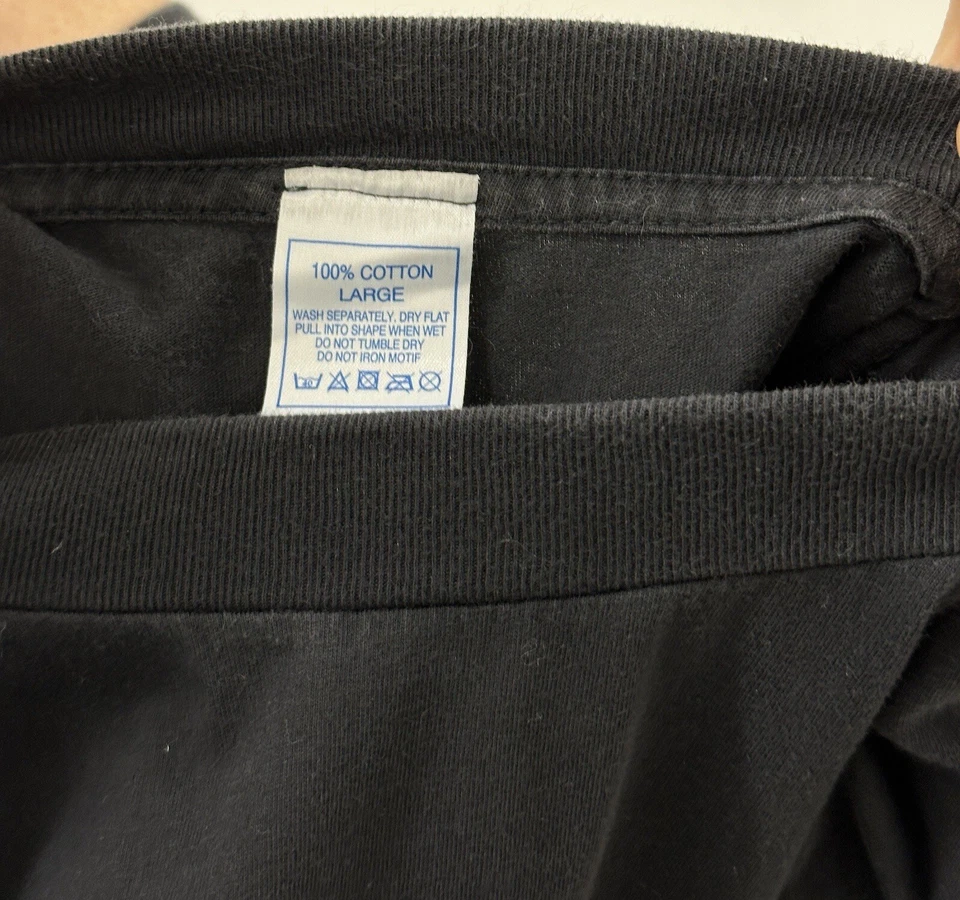 100% COTTON
LARGE
WASH SEPARATELY. DRY FLAT
PULL INTO SHAPE WHEN WET
DO NOT TUMBLE DRY
DO NOT IRON MOTIF